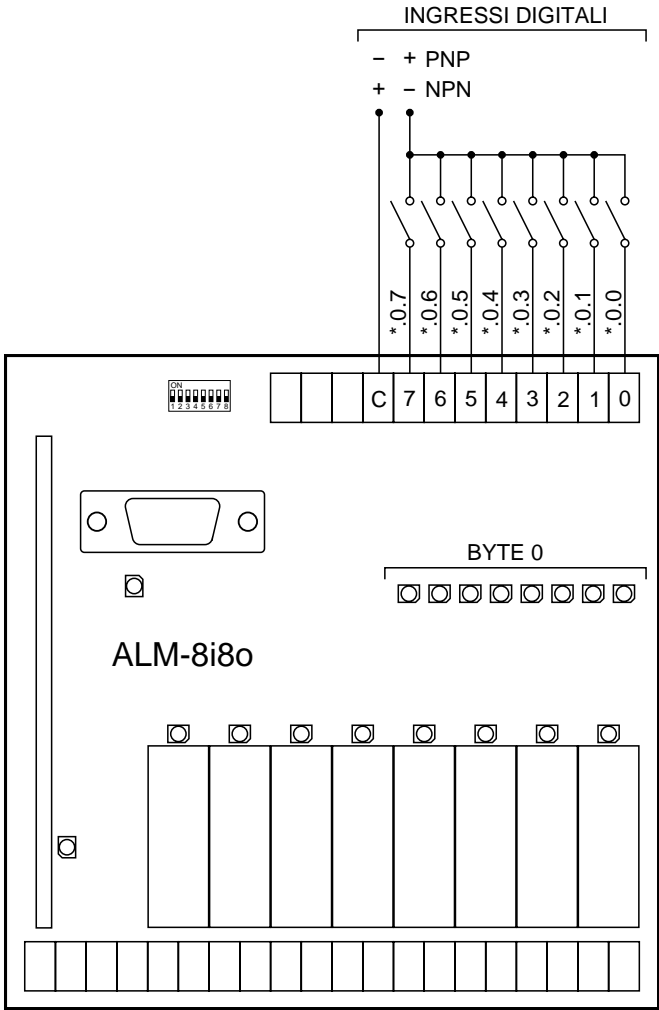 INGRESSI DIGITALI
− + PNP
+ − NPN
*.0.7 *.0.6 *.0.5 *.0.4 *.0.3 *.0.2 *.0.1 *.0.0
ON
1 2 3 4 5 6 7 8
C 7 6 5 4 3 2 1 0
BYTE 0
ALM-8i8o